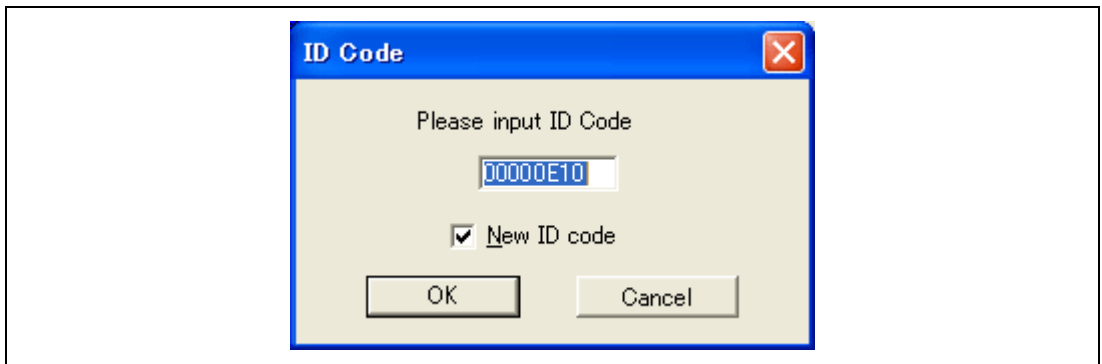 ID Code
Please input ID Code
00000E10
New ID code
OK
Cancel